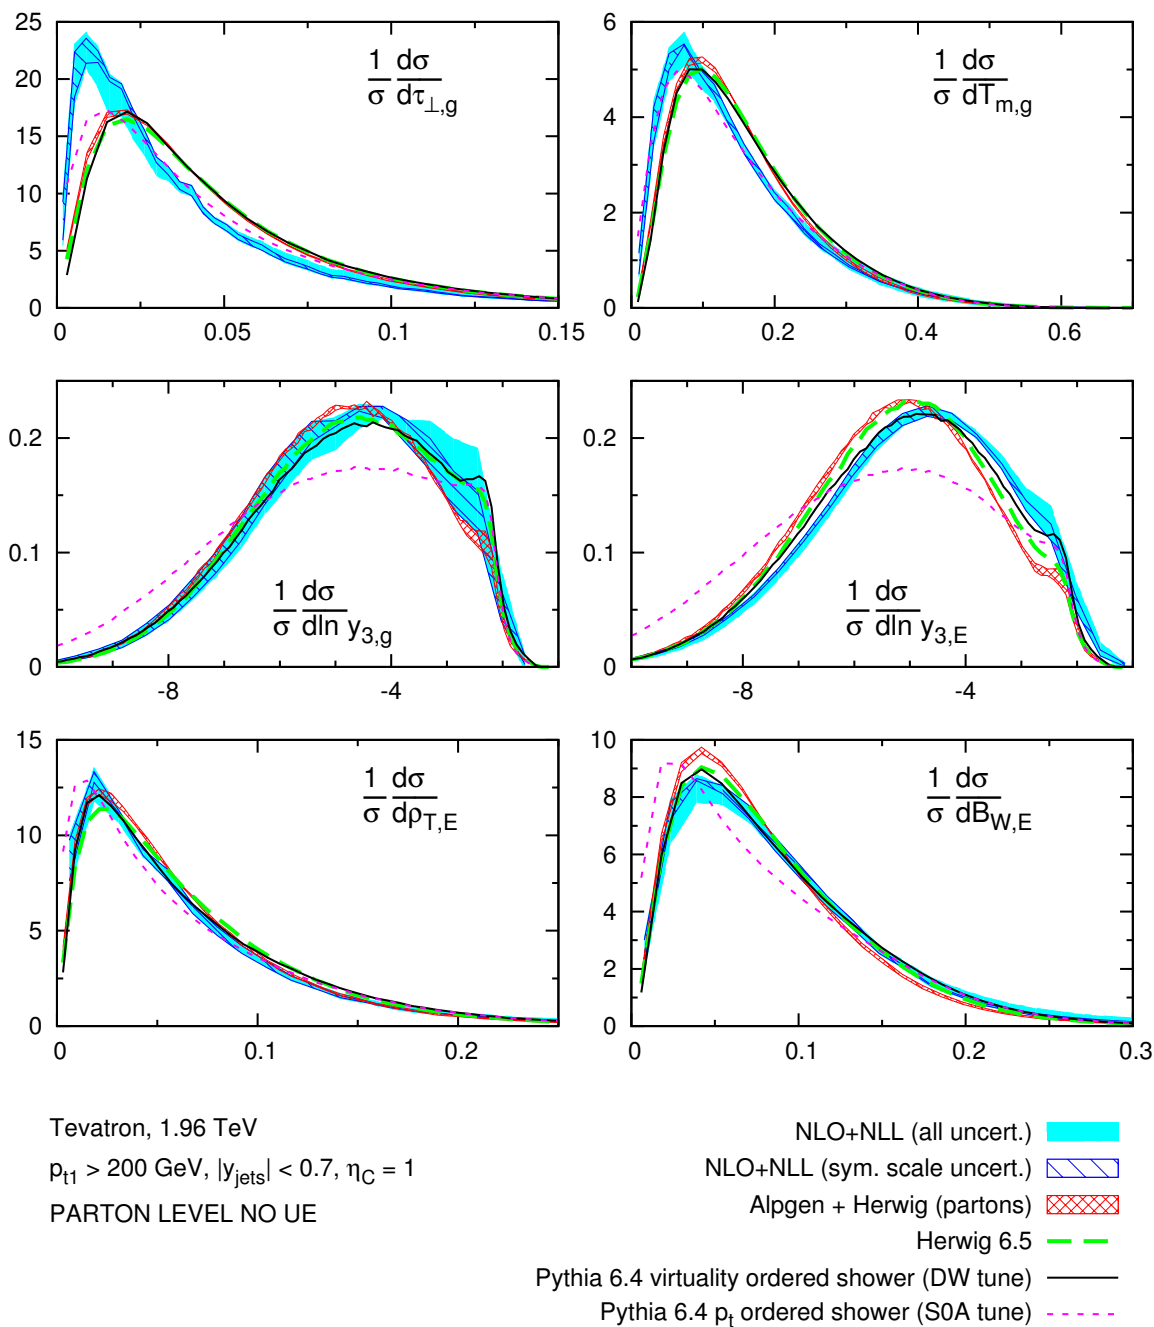 25
20
15
10
5
0
0 0.05 0.1 0.15
1/σ dσ/dτ⊥,g
6
4
2
0
0 0.2 0.4 0.6
1/σ dσ/dTm,g
0.2
0.1
0
-8 -4
1/σ dσ/dln y3,g
0.2
0.1
0
-8 -4
1/σ dσ/dln y3,E
15
10
5
0
0 0.1 0.2
1/σ dσ/dρT,E
10
8
6
4
2
0
0 0.1 0.2 0.3
1/σ dσ/dBW,E
Tevatron, 1.96 TeV
pt1 > 200 GeV, |yjets| < 0.7, ηC = 1
PARTON LEVEL NO UE
NLO+NLL (all uncert.)
NLO+NLL (sym. scale uncert.)
Alpgen + Herwig (partons)
Herwig 6.5
Pythia 6.4 virtuality ordered shower (DW tune)
Pythia 6.4 pt ordered shower (S0A tune)